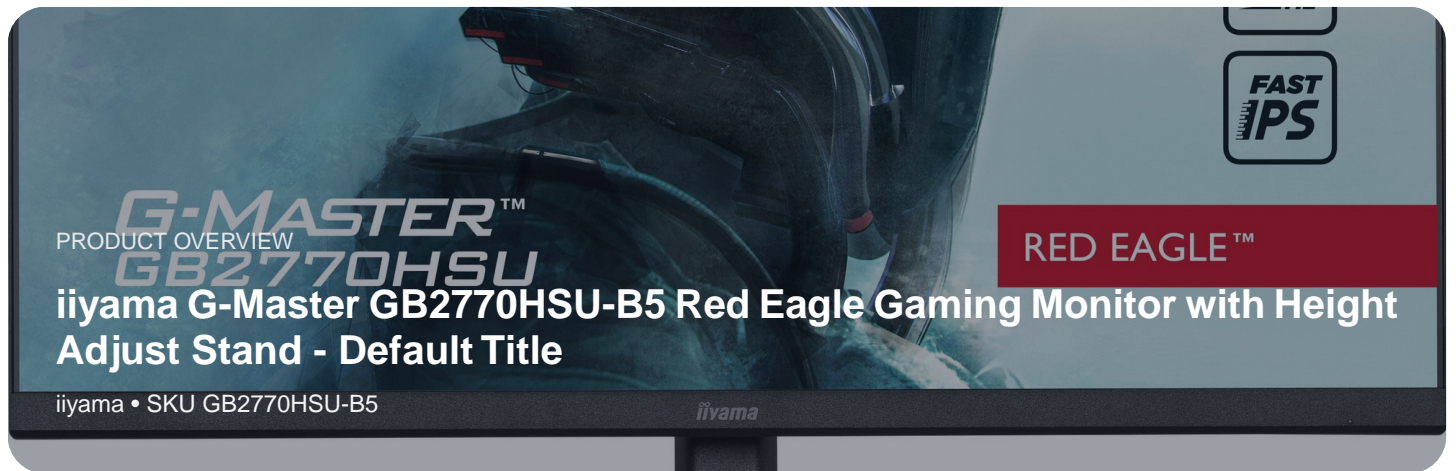 FAST
IPS
G-MASTER™
PRODUCT OVERVIEW
GB2770HSU
RED EAGLE™
iiyama G-Master GB2770HSU-B5 Red Eagle Gaming Monitor with Height
Adjust Stand - Default Title
iiyama • SKU GB2770HSU-B5
iiyama